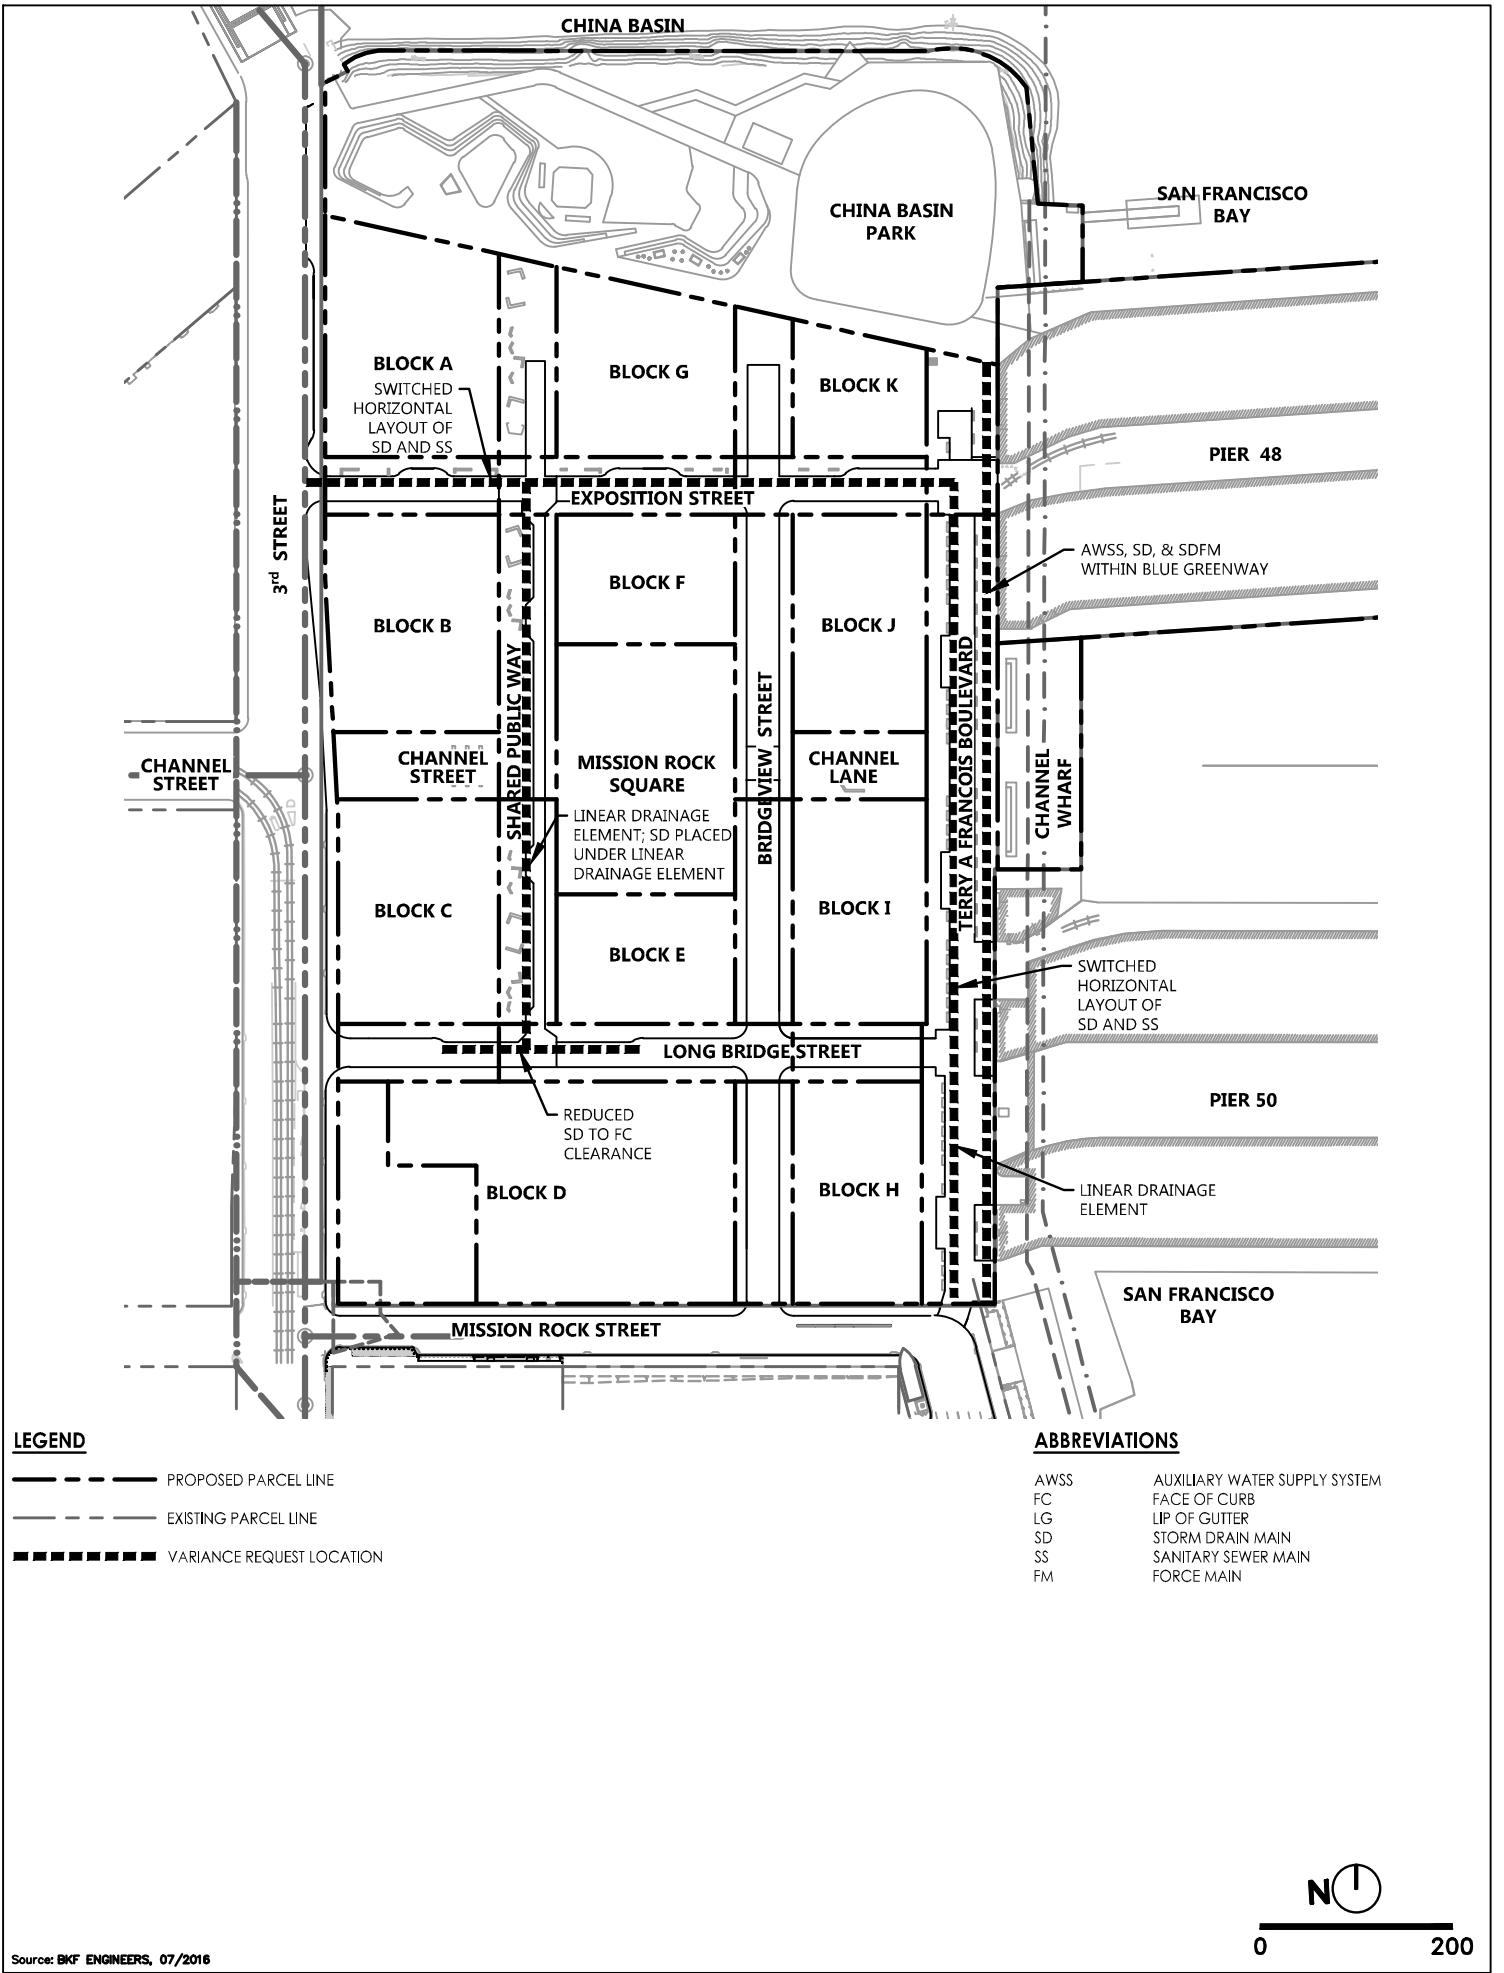 CHINA BASIN
SAN FRANCISCO
BAY
CHINA BASIN
PARK
BLOCK A
SWITCHED
HORIZONTAL
LAYOUT OF
SD AND SS
BLOCK G
BLOCK K
PIER 48
3rd STREET
EXPOSITION STREET
AWSS, SD, & SDFM
WITHIN BLUE GREENWAY
BLOCK B
BLOCK F
BLOCK J
SHARED PUBLIC WAY
BRIDGEVIEW STREET
TERRY A FRANCOIS BOULEVARD
CHANNEL
STREET
CHANNEL
STREET
MISSION ROCK
SQUARE
CHANNEL
LANE
CHANNEL
WHARF
LINEAR DRAINAGE
ELEMENT; SD PLACED
UNDER LINEAR
DRAINAGE ELEMENT
BLOCK C
BLOCK E
BLOCK I
SWITCHED
HORIZONTAL
LAYOUT OF
SD AND SS
LONG BRIDGE STREET
REDUCED
SD TO FC
CLEARANCE
PIER 50
BLOCK D
BLOCK H
LINEAR DRAINAGE
ELEMENT
SAN FRANCISCO
BAY
MISSION ROCK STREET
LEGEND
PROPOSED PARCEL LINE
EXISTING PARCEL LINE
VARIANCE REQUEST LOCATION
ABBREVIATIONS
AWSS AUXILIARY WATER SUPPLY SYSTEM
FC FACE OF CURB
LG LIP OF GUTTER
SD STORM DRAIN MAIN
SS SANITARY SEWER MAIN
FM FORCE MAIN
N
0 200
Source: BKF ENGINEERS, 07/2016